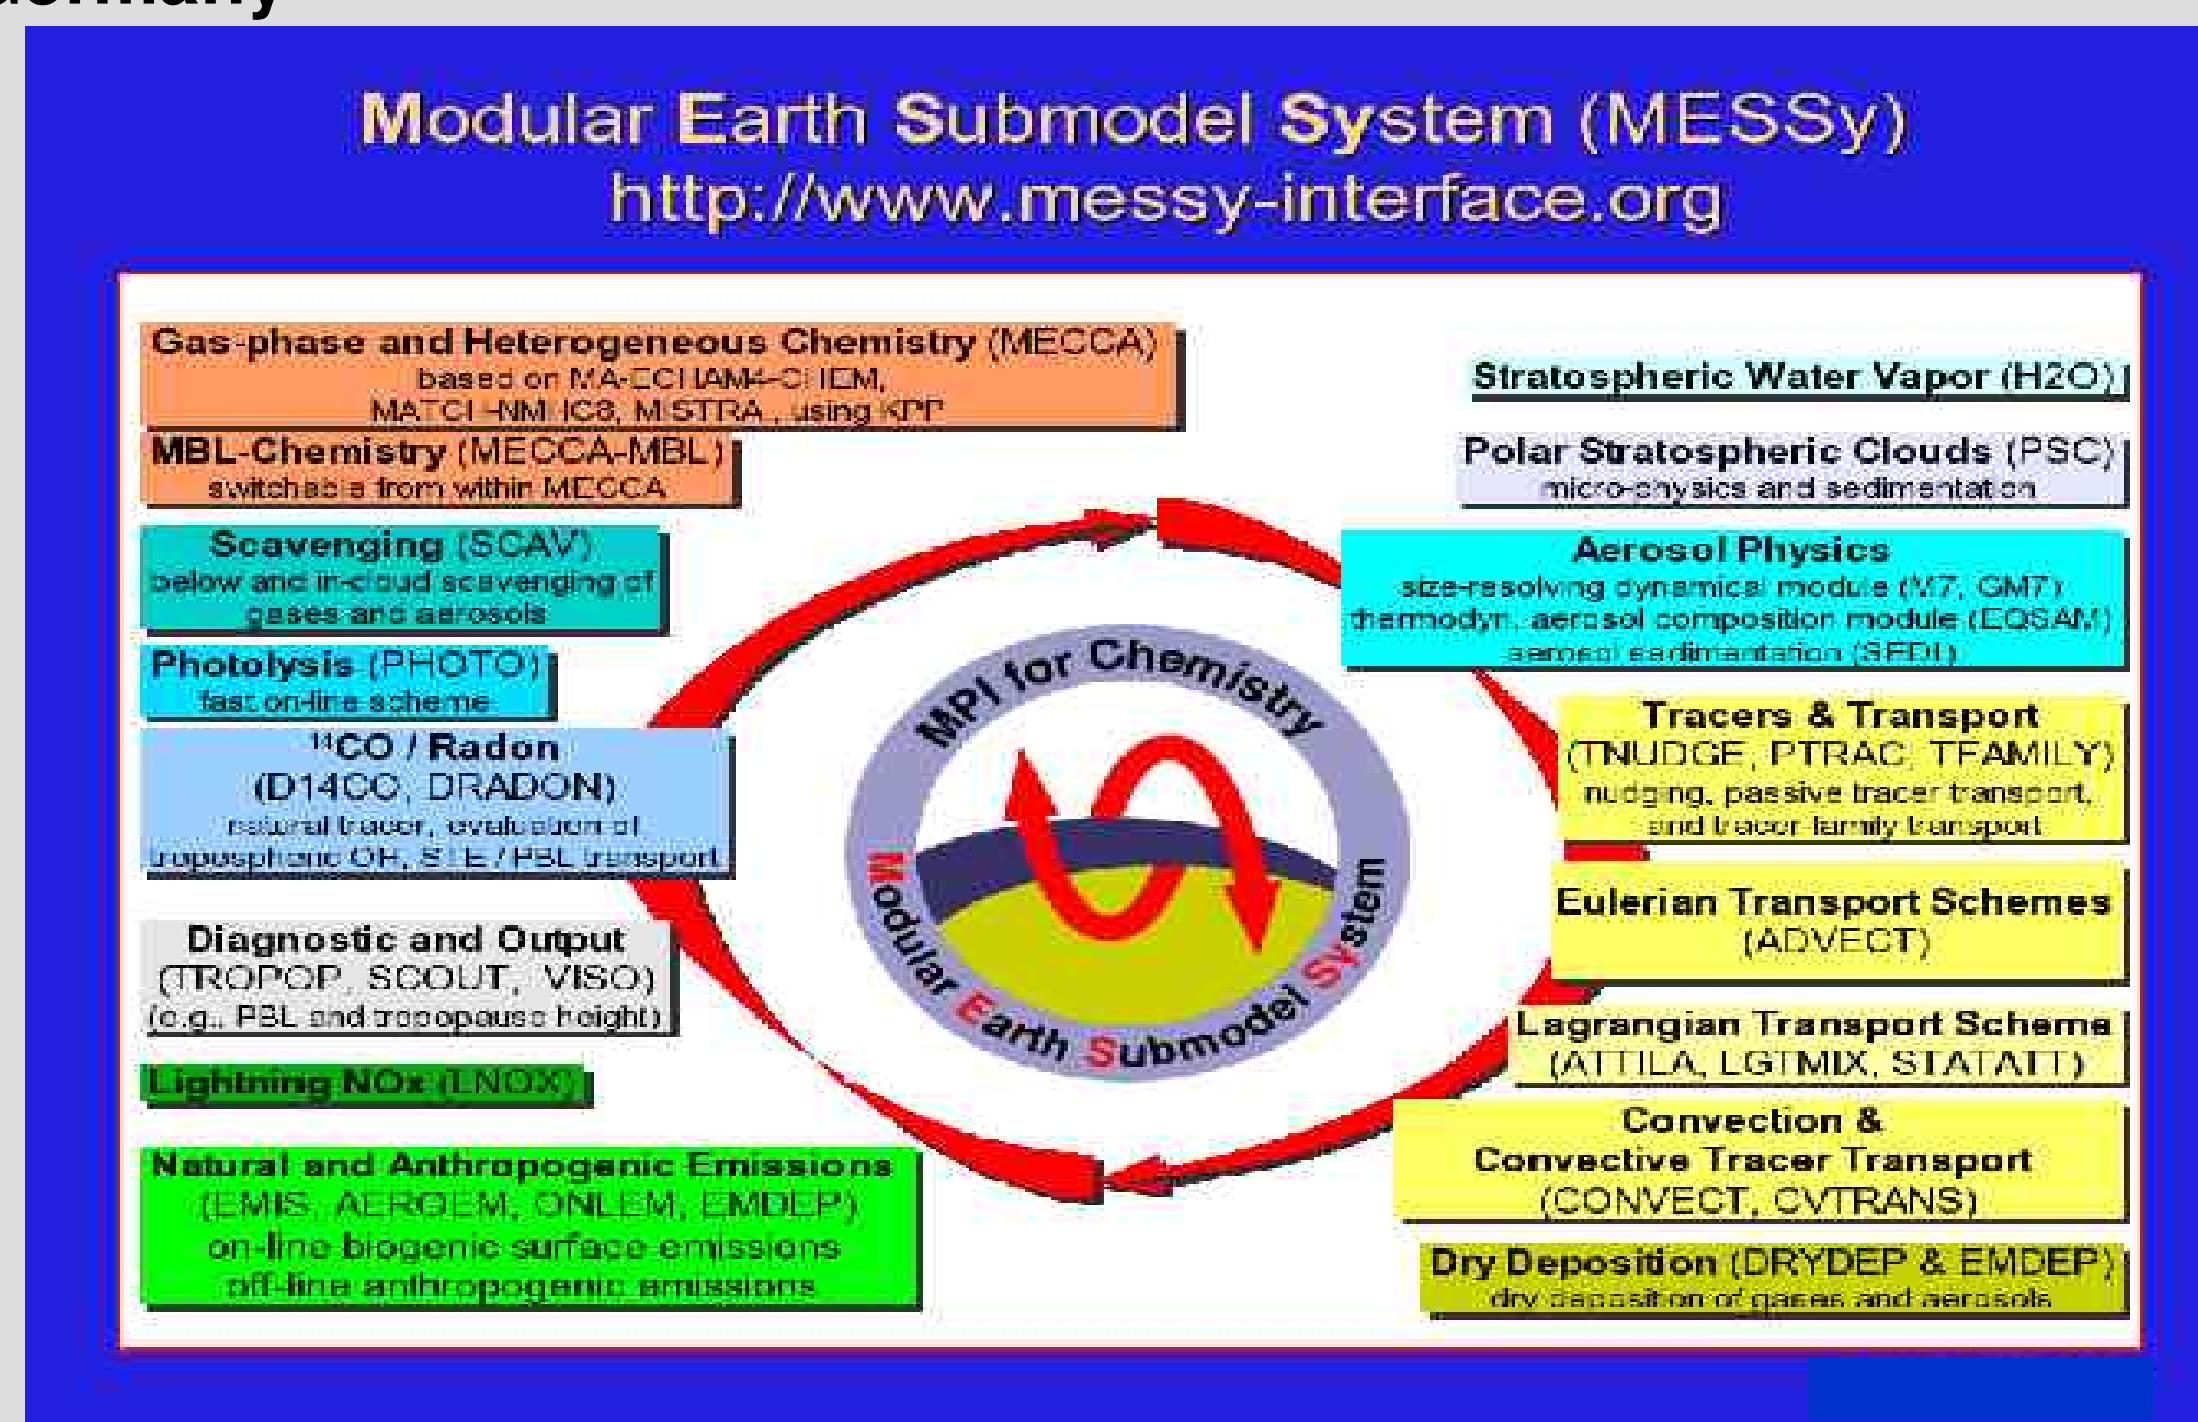 Modular Earth Submodel System (MESSy)
http://www.messy-interface.org
Gas-phase and Heterogeneous Chemistry (MECCA)
based on MA-ECHAM4-CHEM,
MATCH-NMHC8, MISTRA , using KPP
MBL-Chemistry (MECCA-MBL)
switchable from within MECCA
Scavenging (SCAV)
below and in-cloud scavenging of
gases and aerosols
Photolysis (PHOTO)
fast on-line scheme
¹⁴CO / Radon
(D14CO, DRADON)
natural tracer, evaluation of
tropospheric OH, STE / PBL transport
Diagnostic and Output
(TROPOP, SCOUT, VISO)
(e.g., PBL and tropopause height)
Lightning NOx (LNOX)
Natural and Anthropogenic Emissions
(EMIS, AEROEM, ONLEM, EMDEP)
on-line biogenic surface emissions
off-line anthropogenic emissions
MPI for Chemistry
Modular Earth Submodel System
Stratospheric Water Vapor (H2O)
Polar Stratospheric Clouds (PSC)
micro-physics and sedimentation
Aerosol Physics
size-resolving dynamical module (M7, GM7)
thermodyn. aerosol composition module (EQSAM)
aerosol sedimentation (SEDI)
Tracers & Transport
(TNUDGE, PTRAC, TFAMILY)
nudging, passive tracer transport,
and tracer family transport
Eulerian Transport Schemes
(ADVECT)
Lagrangian Transport Scheme
(ATTILA, LGTMIX, STATATT)
Convection &
Convective Tracer Transport
(CONVECT, CVTRANS)
Dry Deposition (DRYDEP & EMDEP)
dry deposition of gases and aerosols